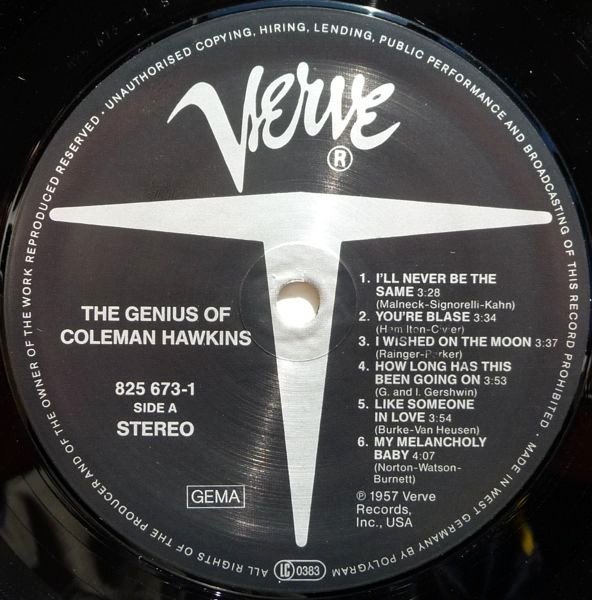 Verve
®
ALL RIGHTS OF THE PRODUCER AND OF THE OWNER OF THE WORK REPRODUCED RESERVED · UNAUTHORISED COPYING, HIRING, LENDING, PUBLIC PERFORMANCE AND BROADCASTING OF THIS RECORD PROHIBITED · MADE IN WEST GERMANY BY POLYGRAM
THE GENIUS OF
COLEMAN HAWKINS
825 673-1
SIDE A
STEREO
GEMA
1. I'LL NEVER BE THE
SAME 3:28
(Malneck-Signorelli-Kahn)
2. YOU'RE BLASE 3:34
(Hamilton-Civier)
3. I WISHED ON THE MOON 3:37
(Rainger-Parker)
4. HOW LONG HAS THIS
BEEN GOING ON 3:53
(G. and I. Gershwin)
5. LIKE SOMEONE
IN LOVE 3:54
(Burke-Van Heusen)
6. MY MELANCHOLY
BABY 4:07
(Norton-Watson-
Burnett)
℗ 1957 Verve
Records,
Inc., USA
LC 0383